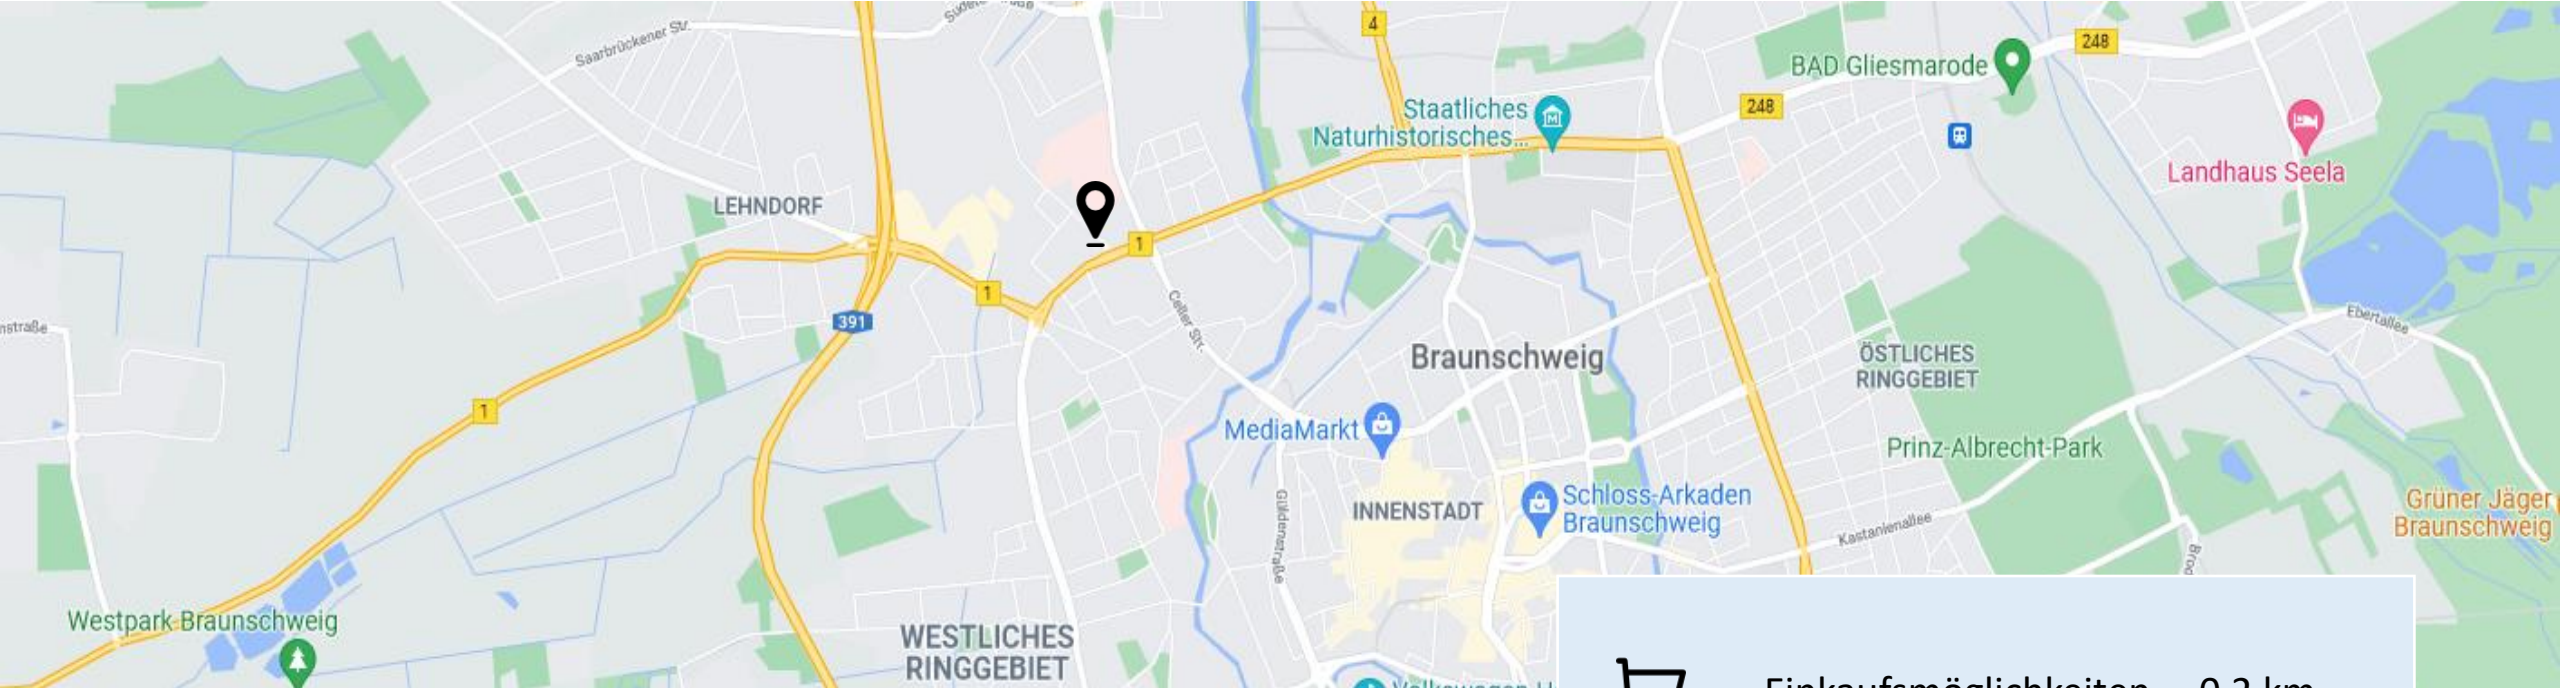 Saarbrückener Str.
4
248
BAD Gliesmarode
248
Staatliches
Naturhistorisches...
Landhaus Seela
LEHNDORF
1
1
391
Celler Str.
nstraße
Ebertallee
Braunschweig
ÖSTLICHES
RINGGEBIET
1
MediaMarkt
Prinz-Albrecht-Park
INNENSTADT
Schloss-Arkaden
Braunschweig
Güldenstraße
Kastanienallee
Grüner Jäger
Braunschweig
Westpark Braunschweig
WESTLICHES
RINGGEBIET
Einkaufsmöglichkeiten